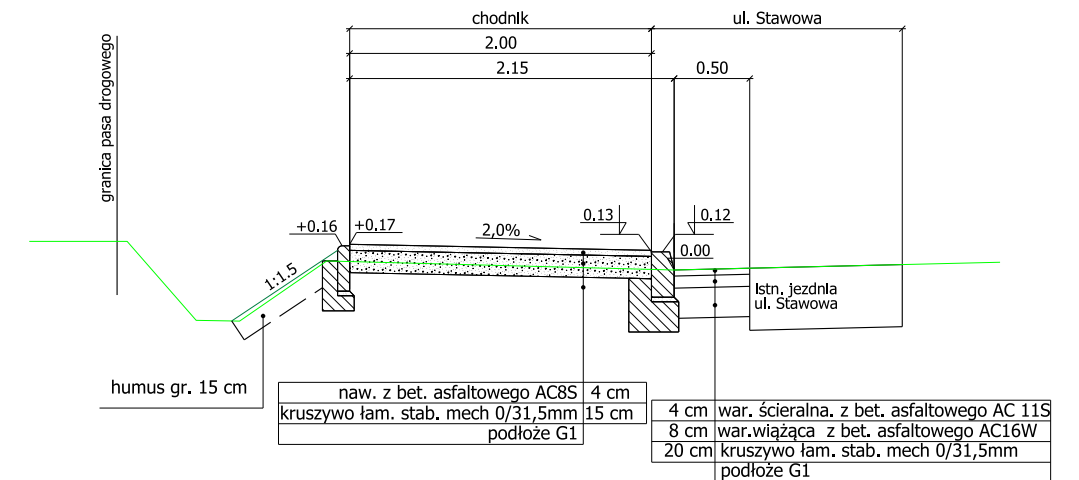 chodnik
ul. Stawowa
2.00
2.15
0.50
granica pasa drogowego
+0.16
+0.17
2,0%
0.13
0.12
0.00
1:1.5
Istn. jezdnia
ul. Stawowa
humus gr. 15 cm
naw. z bet. asfaltowego AC8S 4 cm
kruszywo łam. stab. mech 0/31,5mm 15 cm
podłoże G1
4 cm war. ścieralna. z bet. asfaltowego AC 11S
8 cm war.wiążąca z bet. asfaltowego AC16W
20 cm kruszywo łam. stab. mech 0/31,5mm
podłoże G1